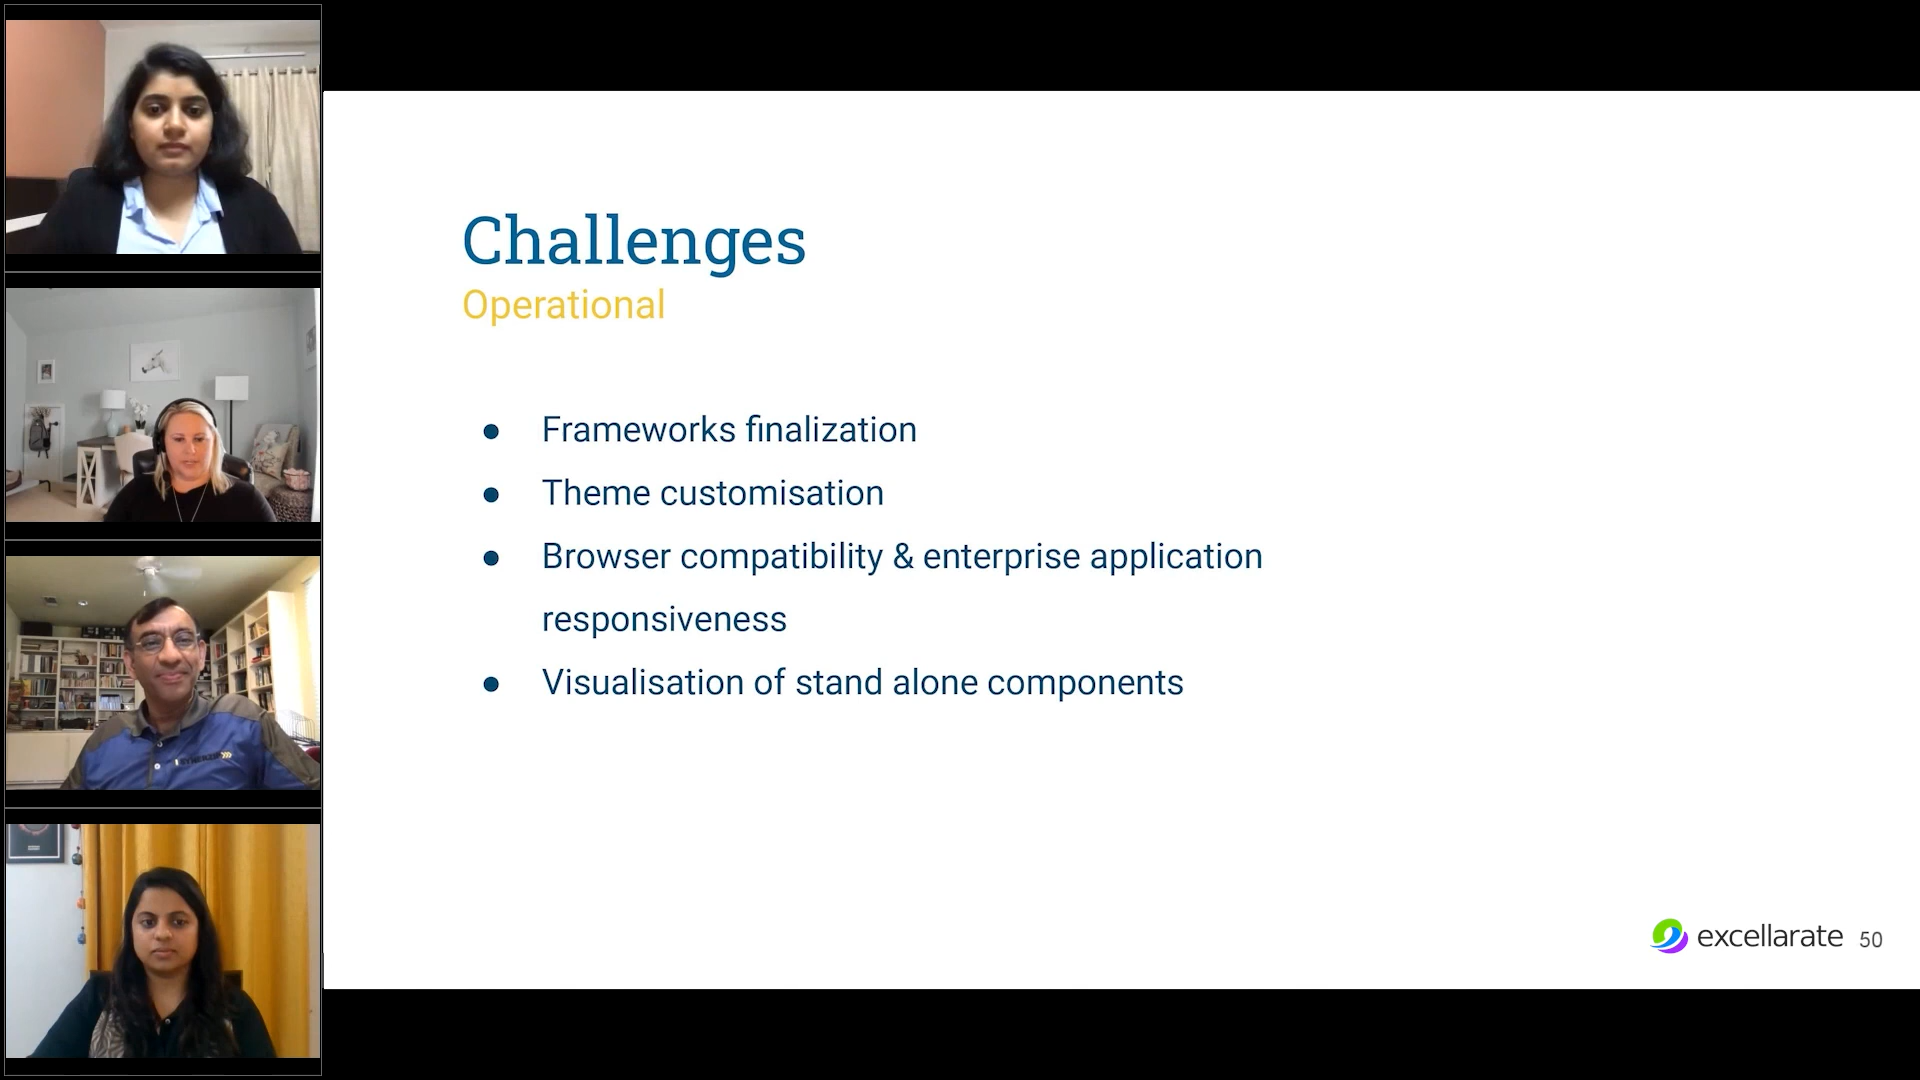 Challenges
Operational
● Frameworks finalization
● Theme customisation
● Browser compatibility & enterprise application
responsiveness
● Visualisation of stand alone components
excellarate 50